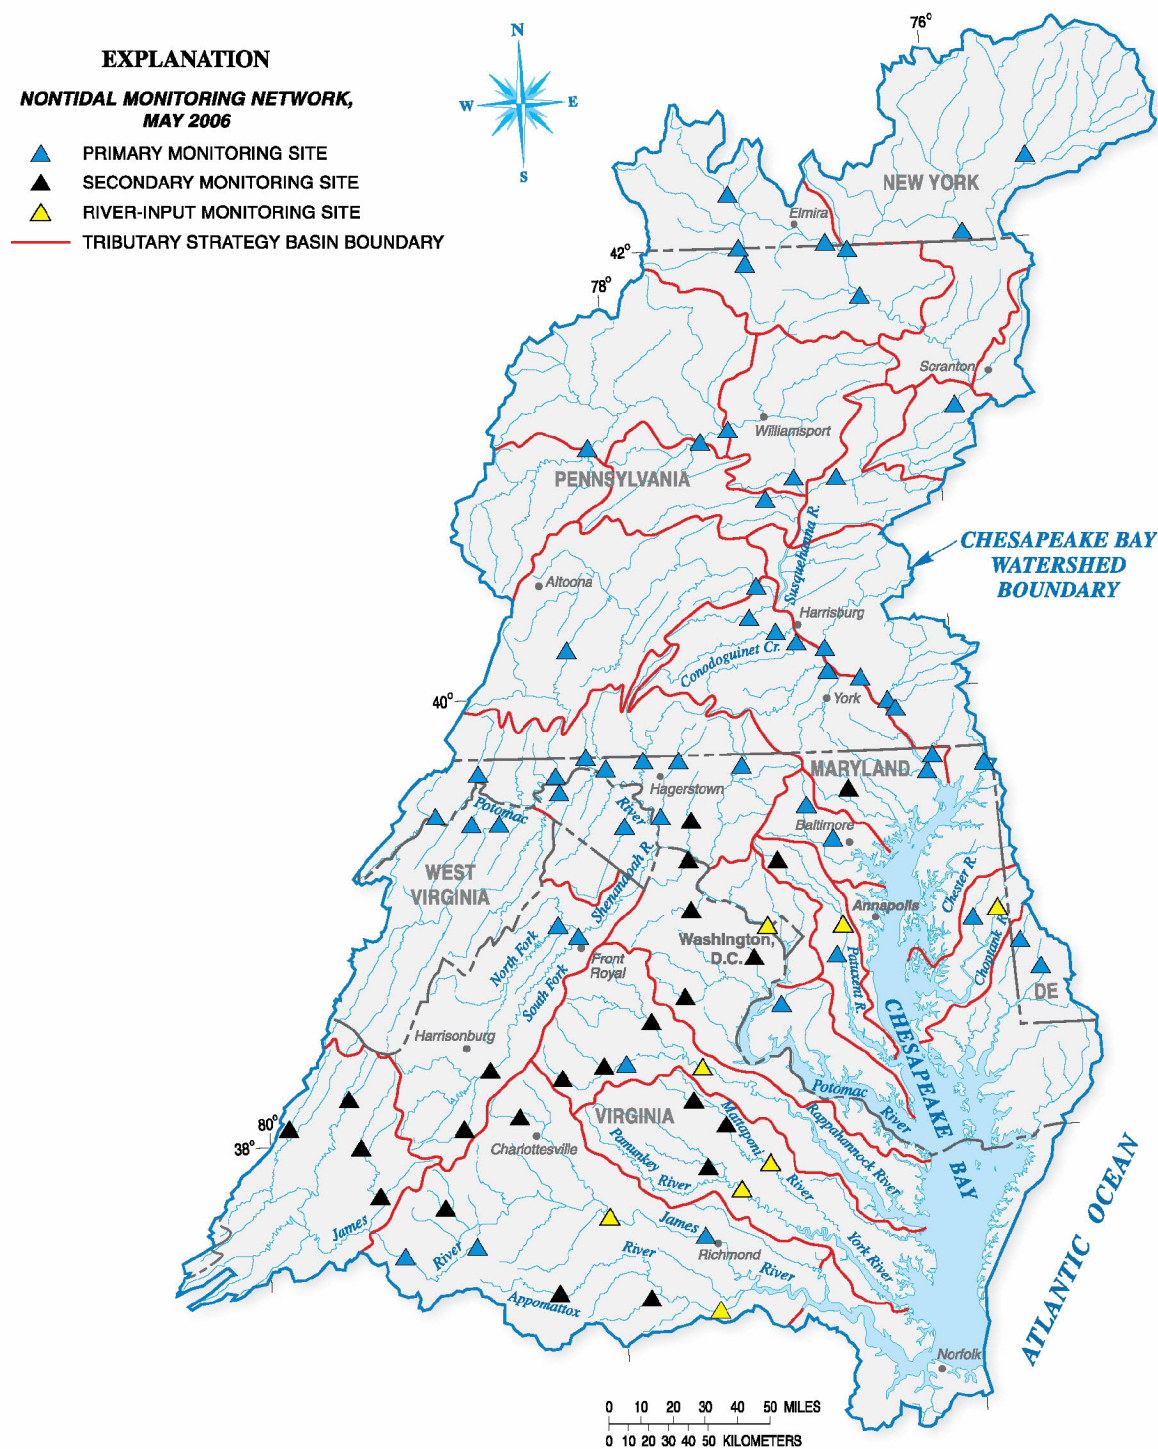 EXPLANATION
NONTIDAL MONITORING NETWORK,
MAY 2006
PRIMARY MONITORING SITE
SECONDARY MONITORING SITE
RIVER-INPUT MONITORING SITE
TRIBUTARY STRATEGY BASIN BOUNDARY
N
W
E
S
76°
NEW YORK
Elmira
42°
78°
Scranton
Williamsport
PENNSYLVANIA
Susquehanna R.
CHESAPEAKE BAY
WATERSHED
BOUNDARY
Altoona
Harrisburg
Conodoguinet Cr.
York
40°
MARYLAND
Hagerstown
Potomac
River
Baltimore
WEST
VIRGINIA
Shenandoah R.
Chester R.
Annapolis
Choptank R.
North Fork
South Fork
Front
Royal
Washington,
D.C.
Patuxent R.
DE
CHESAPEAKE
BAY
Harrisonburg
Potomac
River
Rappahannock River
VIRGINIA
Mattaponi
River
Pamunkey
River
Charlottesville
80°
38°
James
River
James
River
Richmond
River
York River
Appomattox
ATLANTIC OCEAN
Norfolk
0 10 20 30 40 50 MILES
0 10 20 30 40 50 KILOMETERS